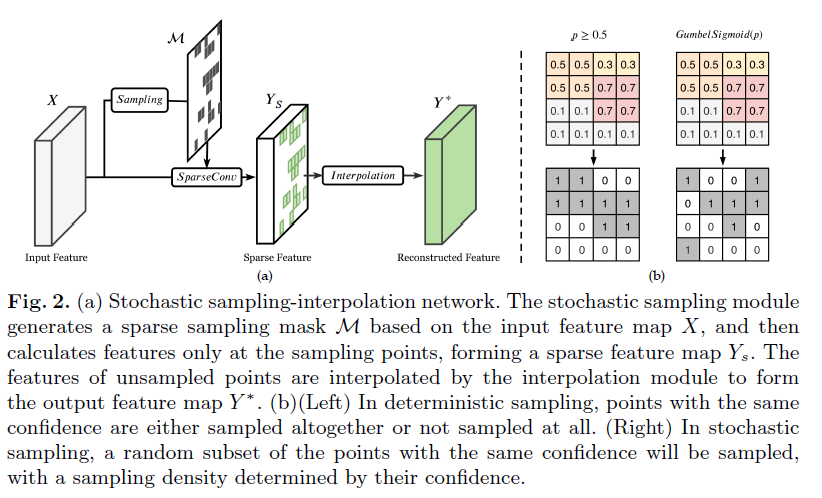 M
X
Sampling
Y_S
Y*
SparseConv
Interpolation
Input Feature
Sparse Feature
Reconstructed Feature
(a)
p ≥ 0.5
GumbelSigmoid(p)
0.5 0.5 0.3 0.3
0.5 0.5 0.7 0.7
0.1 0.1 0.7 0.7
0.1 0.1 0.1 0.1
0.5 0.5 0.3 0.3
0.5 0.5 0.7 0.7
0.1 0.1 0.7 0.7
0.1 0.1 0.1 0.1
1 1 0 0
1 1 1 1
0 0 1 1
0 0 0 0
1 0 0 1
0 1 1 1
0 0 1 0
1 0 0 0
(b)
Fig. 2. (a) Stochastic sampling-interpolation network. The stochastic sampling module
generates a sparse sampling mask M based on the input feature map X, and then
calculates features only at the sampling points, forming a sparse feature map Y_s. The
features of unsampled points are interpolated by the interpolation module to form
the output feature map Y*. (b)(Left) In deterministic sampling, points with the same
confidence are either sampled altogether or not sampled at all. (Right) In stochastic
sampling, a random subset of the points with the same confidence will be sampled,
with a sampling density determined by their confidence.